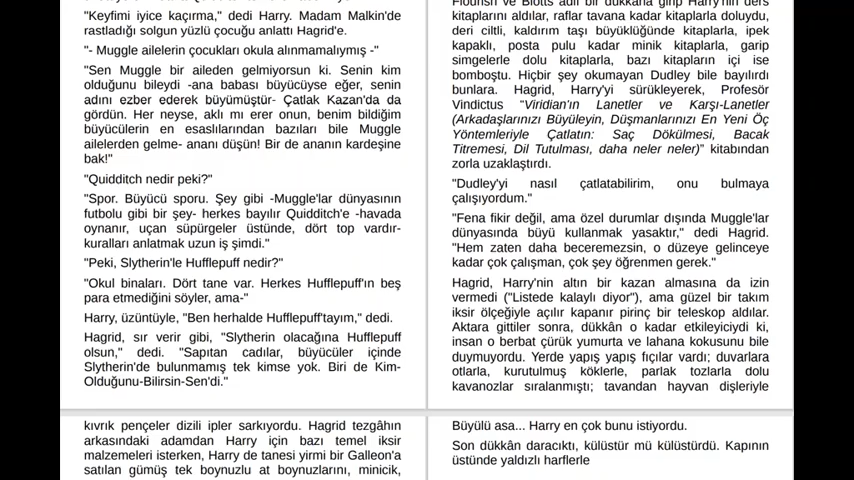 "Keyfimi iyice kaçırma," dedi Harry. Madam Malkin'de
rastladığı solgun yüzlü çocuğu anlattı Hagrid'e.
"- Muggle ailelerin çocukları okula alınmamalıymış -"
"Sen Muggle bir aileden gelmiyorsun ki. Senin kim
olduğunu bileydi -ana babası büyücüyse eğer, senin
adını ezber ederek büyümüştür- Çatlak Kazan'da da
gördün. Her neyse, aklı mı erer onun, benim bildiğim
büyücülerin en esaslılarından bazıları bile Muggle
ailelerden gelme- ananı düşün! Bir de ananın kardeşine
bak!"
"Quidditch nedir peki?"
"Spor. Büyücü sporu. Şey gibi -Muggle'lar dünyasının
futbolu gibi bir şey- herkes bayılır Quidditch'e -havada
oynanır, uçan süpürgeler üstünde, dört top vardır-
kuralları anlatmak uzun iş şimdi."
"Peki, Slytherin'le Hufflepuff nedir?"
"Okul binaları. Dört tane var. Herkes Hufflepuff'ın beş
para etmediğini söyler, ama-"
Harry, üzüntüyle, "Ben herhalde Hufflepuff'tayım," dedi.
Hagrid, sır verir gibi, "Slytherin olacağına Hufflepuff
olsun," dedi. "Sapıtan cadılar, büyücüler içinde
Slytherin'de bulunmamış tek kimse yok. Biri de Kim-
Olduğunu-Bilirsin-Sen'di."
kıvrık pençeler dizili ipler sarkıyordu. Hagrid tezgâhın
arkasındaki adamdan Harry için bazı temel iksir
malzemeleri isterken, Harry de tanesi yirmi bir Galleon'a
satılan gümüş tek boynuzlu at boynuzlarını, minicik,
Flourish ve Blotts adlı bir dükkâna girip Harry'nin ders
kitaplarını aldılar, raflar tavana kadar kitaplarla doluydu,
deri ciltli, kaldırım taşı büyüklüğünde kitaplarla, ipek
kapaklı, posta pulu kadar minik kitaplarla, garip
simgelerle dolu kitaplarla, bazı kitapların içi ise
bomboştu. Hiçbir şey okumayan Dudley bile bayılırdı
bunlara. Hagrid, Harry'yi sürükleyerek, Profesör
Vindictus "Viridian'ın Lanetler ve Karşı-Lanetler
(Arkadaşlarınızı Büyüleyin, Düşmanlarınızı En Yeni Öç
Yöntemleriyle Çatlatın: Saç Dökülmesi, Bacak
Titremesi, Dil Tutulması, daha neler neler)" kitabından
zorla uzaklaştırdı.
"Dudley'yi nasıl çatlatabilirim, onu bulmaya
çalışıyordum."
"Fena fikir değil, ama özel durumlar dışında Muggle'lar
dünyasında büyü kullanmak yasaktır," dedi Hagrid.
"Hem zaten daha beceremezsin, o düzeye gelinceye
kadar çok çalışman, çok şey öğrenmen gerek."
Hagrid, Harry'nin altın bir kazan almasına da izin
vermedi ("Listede kalaylı diyor"), ama güzel bir takım
iksir ölçeğiyle açılır kapanır pirinç bir teleskop aldılar.
Aktara gittiler sonra, dükkân o kadar etkileyiciydi ki,
insan o berbat çürük yumurta ve lahana kokusunu bile
duymuyordu. Yerde yapış yapış fıçılar vardı; duvarlara
otlarla, kurutulmuş köklerle, parlak tozlarla dolu
kavanozlar sıralanmıştı; tavandan hayvan dişleriyle
Büyülü asa... Harry en çok bunu istiyordu.
Son dükkân daracıktı, külüstür mü külüstürdü. Kapının
üstünde yaldızlı harflerle